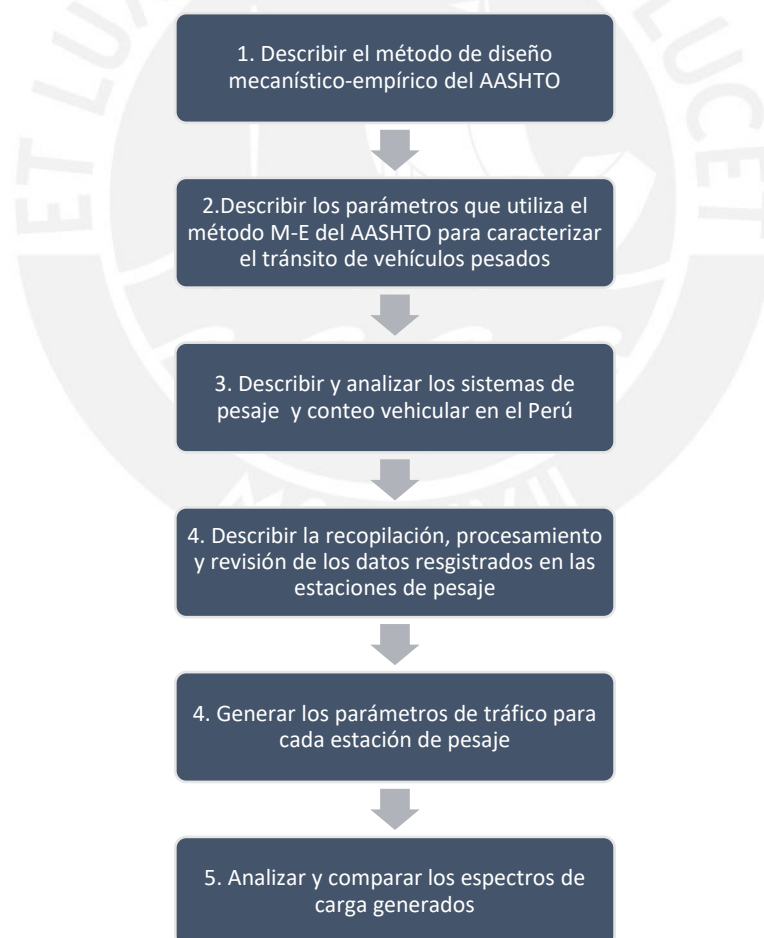 1. Describir el método de diseño
mecanístico-empírico del AASHTO
2.Describir los parámetros que utiliza el
método M-E del AASHTO para caracterizar
el tránsito de vehículos pesados
3. Describir y analizar los sistemas de
pesaje y conteo vehicular en el Perú
4. Describir la recopilación, procesamiento
y revisión de los datos resgistrados en las
estaciones de pesaje
4. Generar los parámetros de tráfico para
cada estación de pesaje
5. Analizar y comparar los espectros de
carga generados